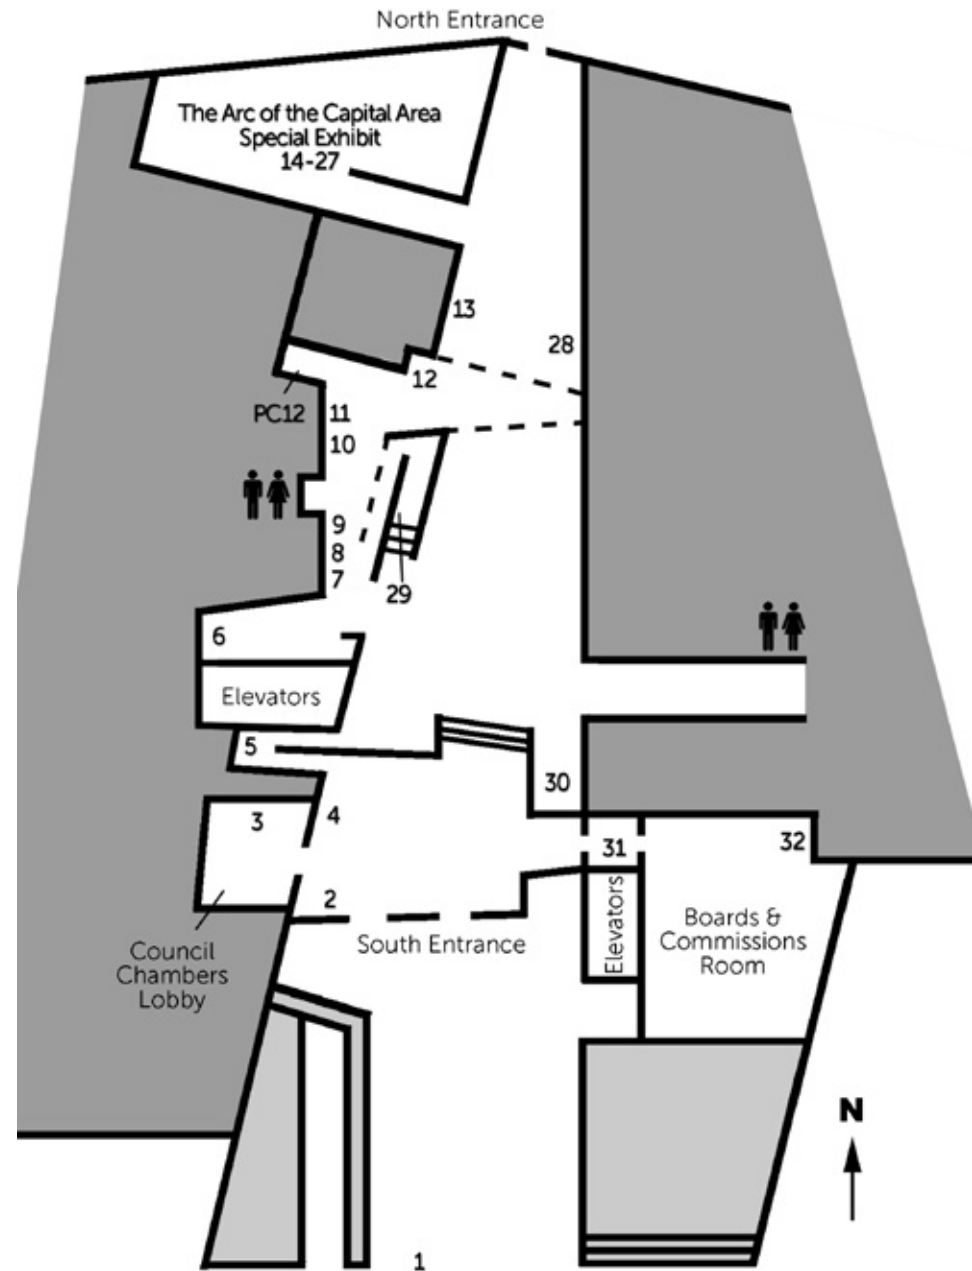 North Entrance
The Arc of the Capital Area
Special Exhibit
14-27
13
28
12
PC12
11
10
9
8
7
29
6
Elevators
5
30
3
4
31
32
2
South Entrance
Elevators
Boards &
Commissions
Room
Council
Chambers
Lobby
N
1